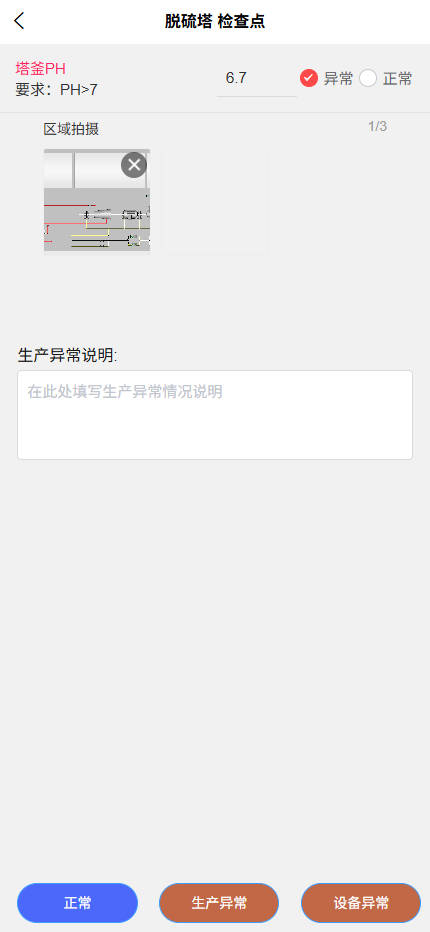 脱硫塔 检查点
塔釜PH
要求：PH>7
6.7
异常
正常
区域拍摄
1/3
生产异常说明:
在此处填写生产异常情况说明
正常
生产异常
设备异常